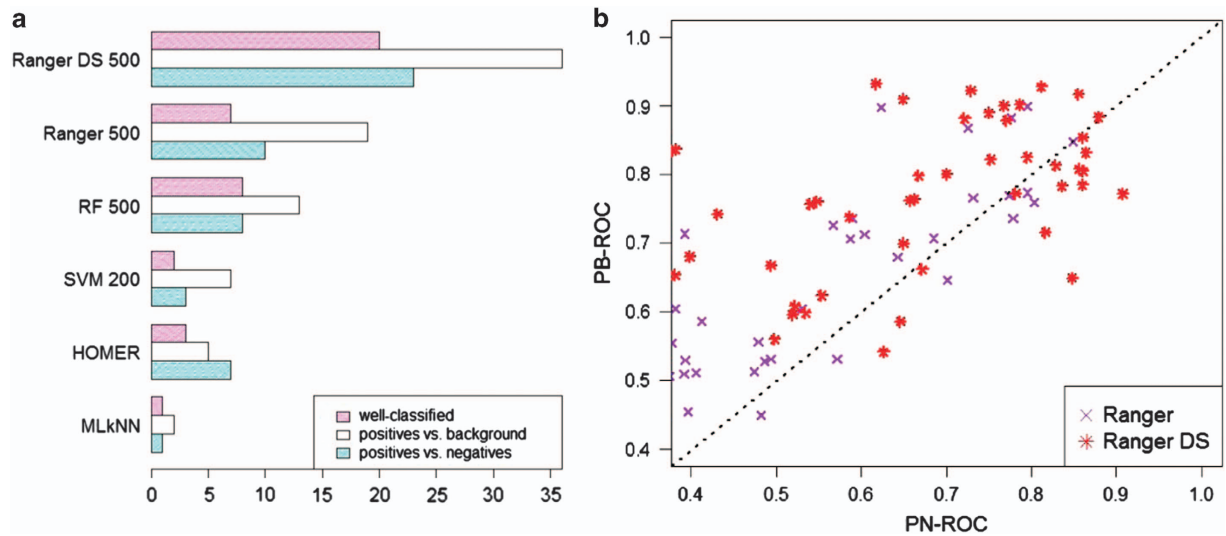 a
Ranger DS 500
Ranger 500
RF 500
SVM 200
HOMER
MLkNN
well-classified
positives vs. background
positives vs. negatives
0 5 10 15 20 25 30 35
b
1.0
0.9
0.8
0.7
0.6
0.5
0.4
PB-ROC
Ranger
Ranger DS
0.4 0.5 0.6 0.7 0.8 0.9 1.0
PN-ROC